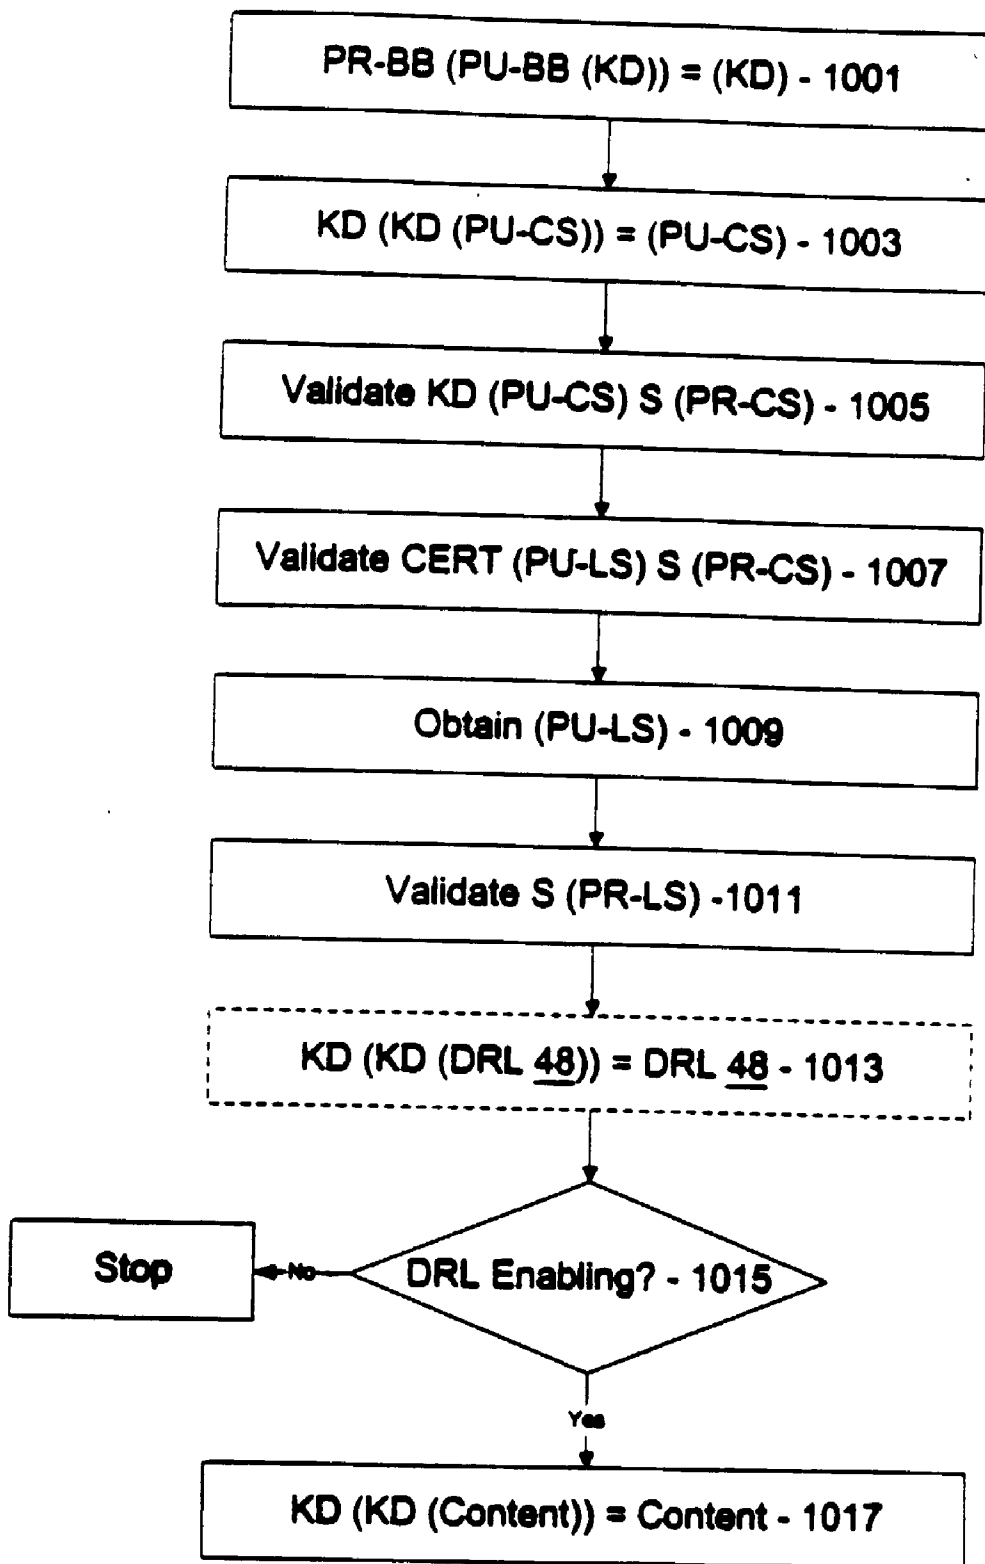 PR-BB (PU-BB (KD)) = (KD) - 1001
KD (KD (PU-CS)) = (PU-CS) - 1003
Validate KD (PU-CS) S (PR-CS) - 1005
Validate CERT (PU-LS) S (PR-CS) - 1007
Obtain (PU-LS) - 1009
Validate S (PR-LS) -1011
KD (KD (DRL 48)) = DRL 48 - 1013
DRL Enabling? - 1015
No
Stop
Yes
KD (KD (Content)) = Content - 1017